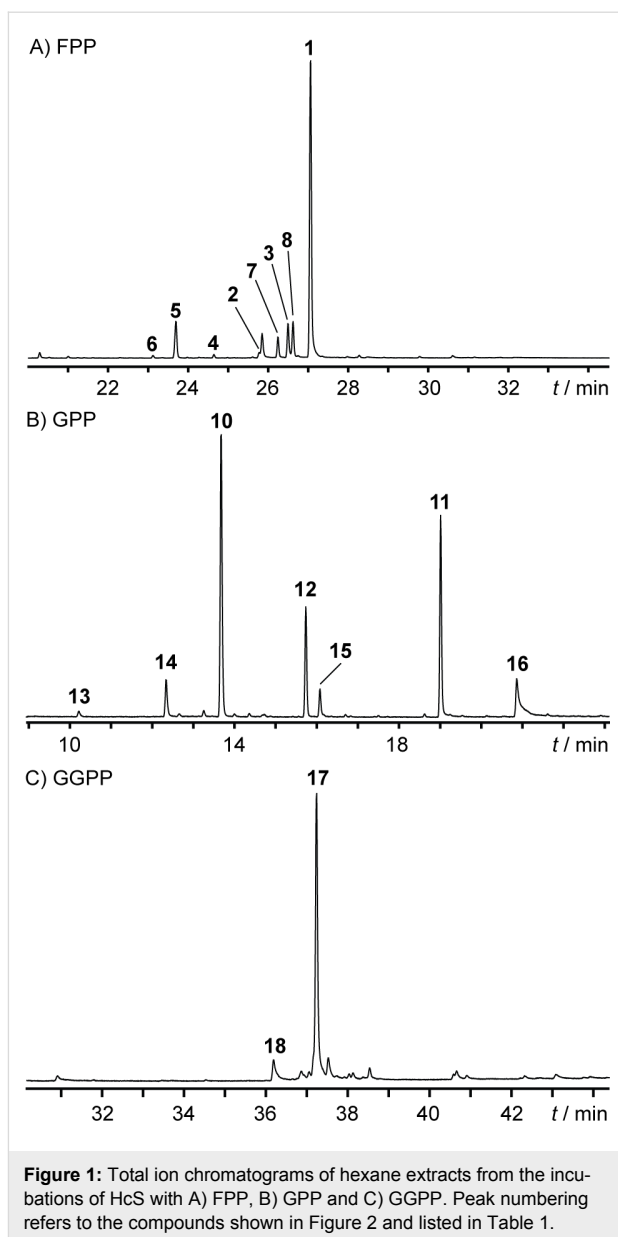 A) FPP
1
8
3
7
2
5
6
4
22 24 26 28 30 32 t / min
B) GPP
10
11
12
14
15
16
13
10 14 18 t / min
C) GGPP
17
18
32 34 36 38 40 42 t / min
Figure 1: Total ion chromatograms of hexane extracts from the incu-
bations of HcS with A) FPP, B) GPP and C) GGPP. Peak numbering
refers to the compounds shown in Figure 2 and listed in Table 1.